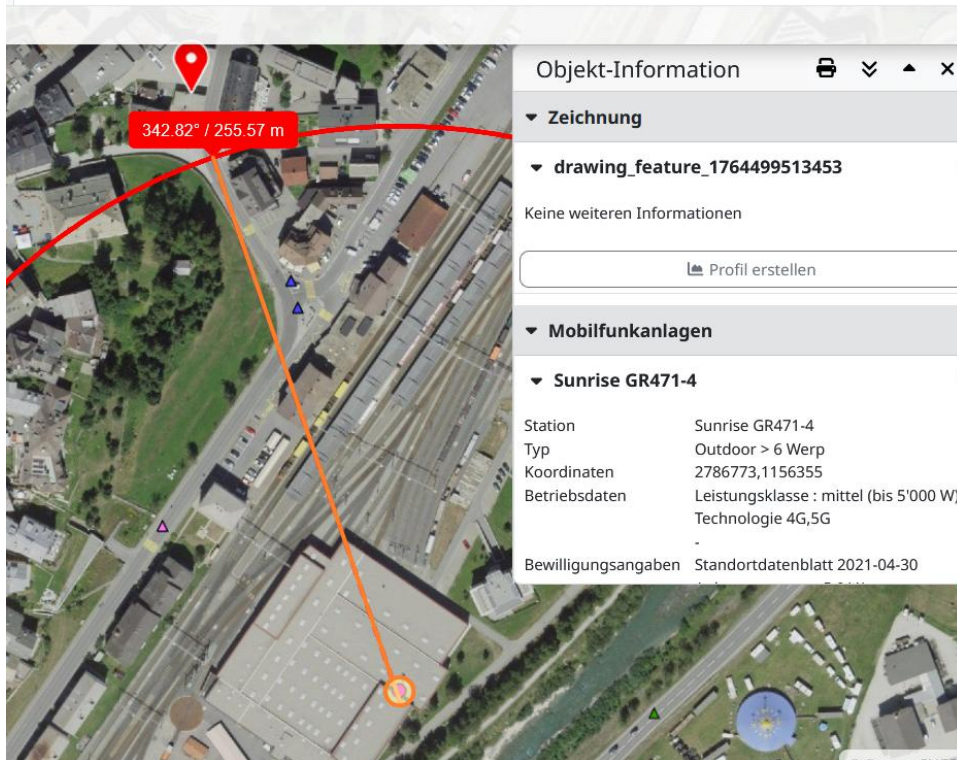 342.82° / 255.57 m
Objekt-Information
Zeichnung
drawing_feature_1764499513453
Keine weiteren Informationen
Profil erstellen
Mobilfunkanlagen
Sunrise GR471-4
Station Sunrise GR471-4
Typ Outdoor > 6 Werp
Koordinaten 2786773,1156355
Betriebsdaten Leistungsklasse : mittel (bis 5'000 W)
Technologie 4G,5G
-
Bewilligungsangaben Standortdatenblatt 2021-04-30